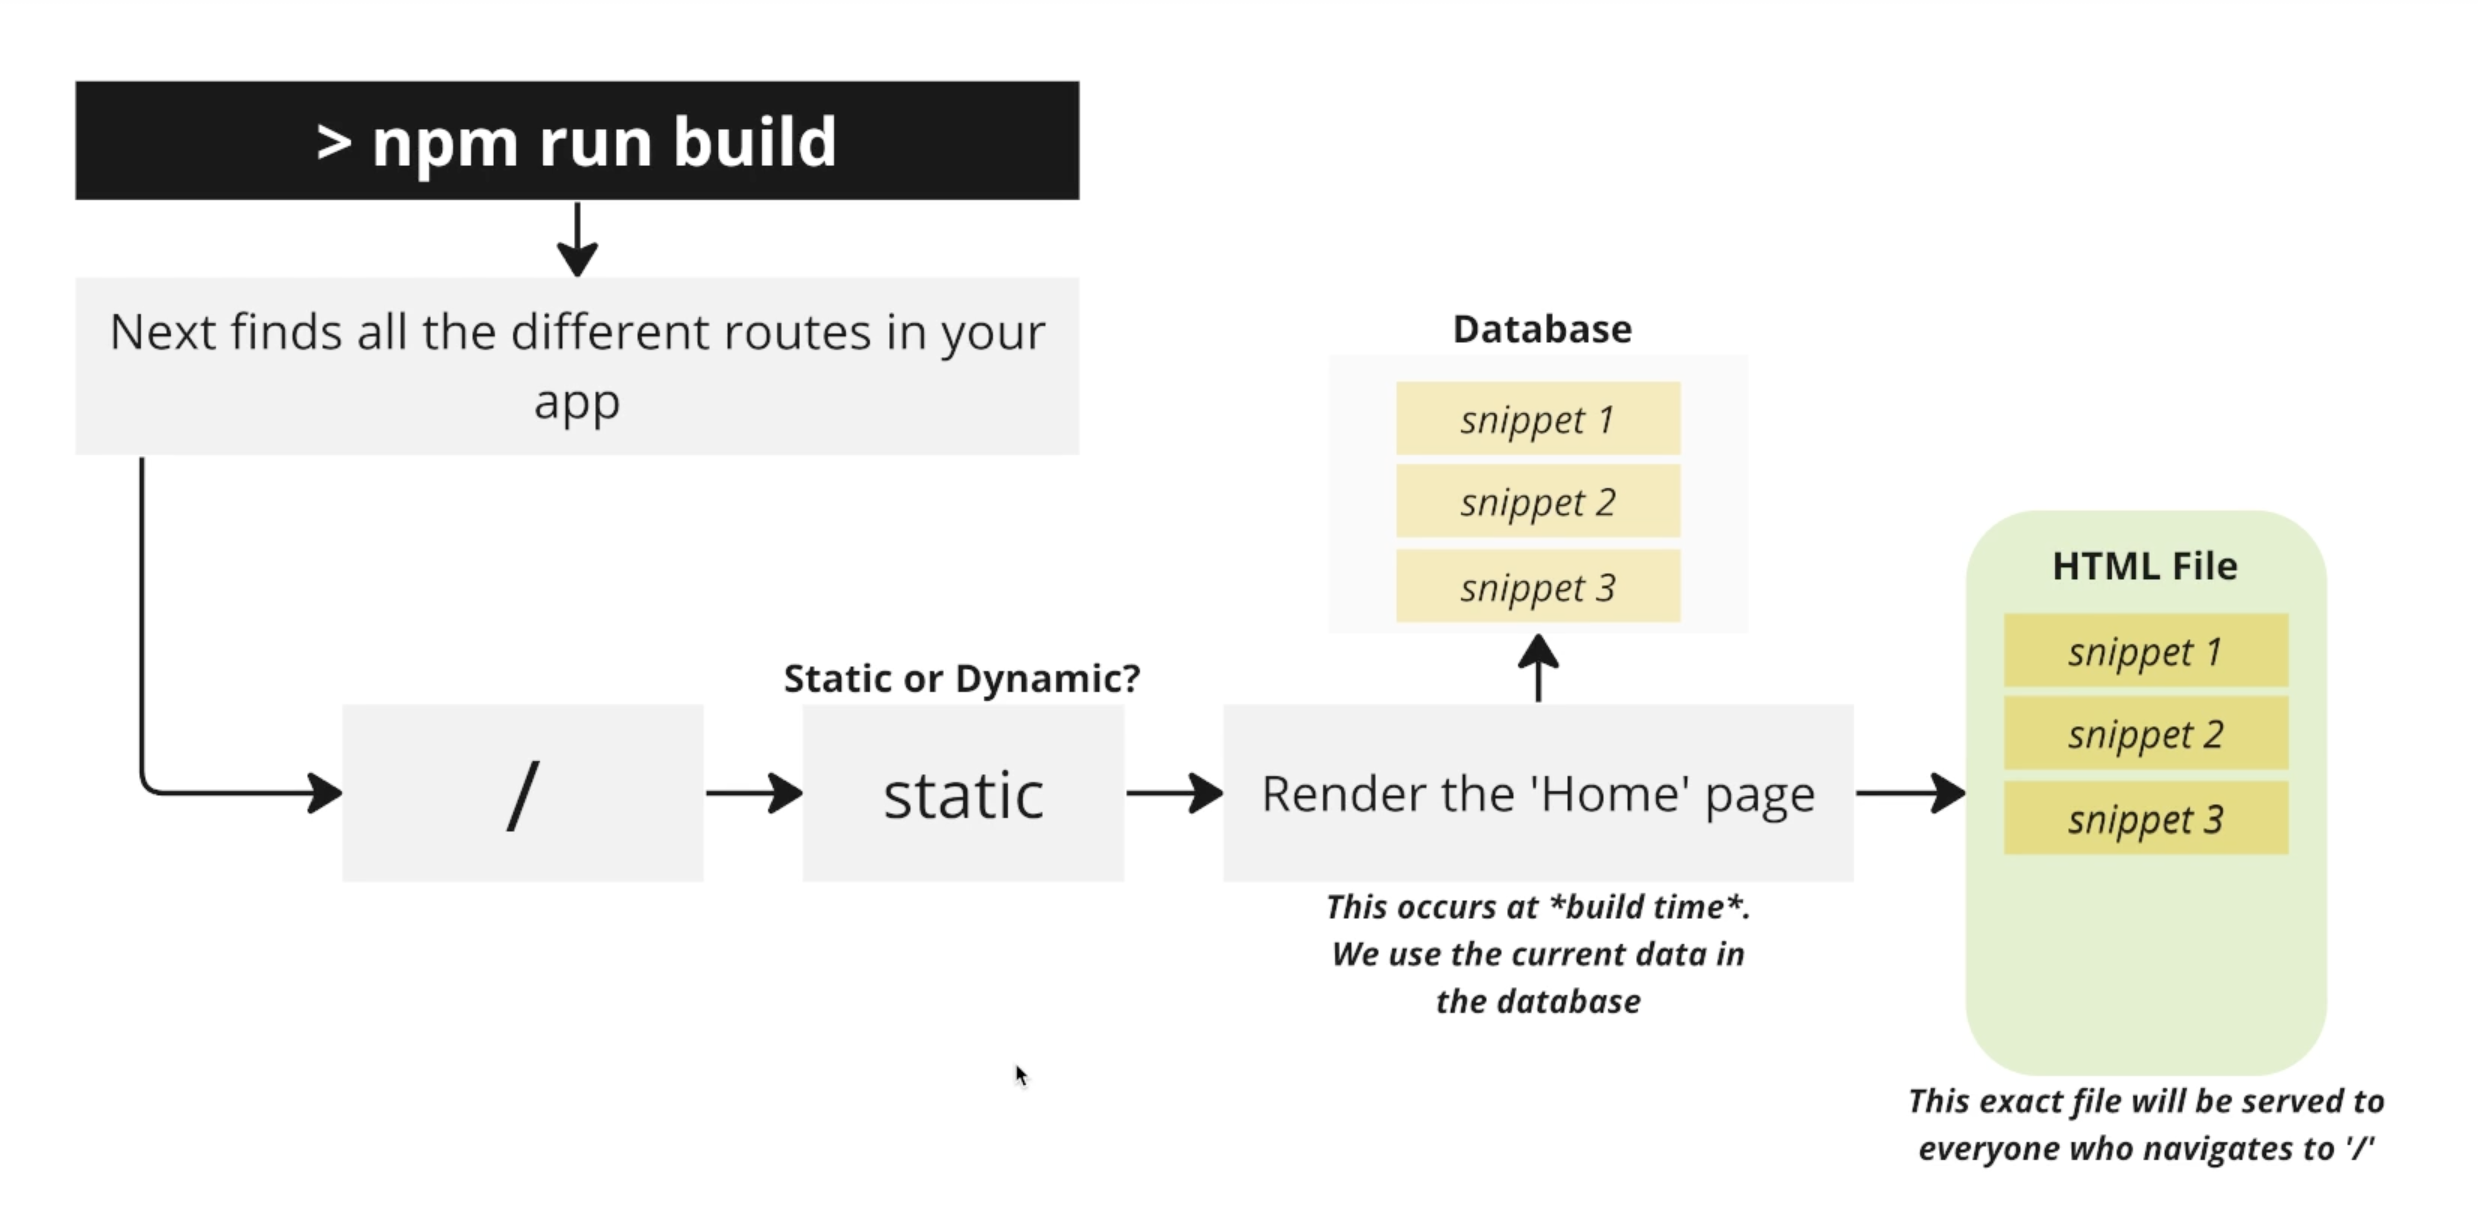 > npm run build
Next finds all the different routes in your
app
Database
snippet 1
snippet 2
snippet 3
HTML File
snippet 1
snippet 2
snippet 3
Static or Dynamic?
/
static
Render the 'Home' page
This occurs at *build time*.
We use the current data in
the database
This exact file will be served to
everyone who navigates to '/'